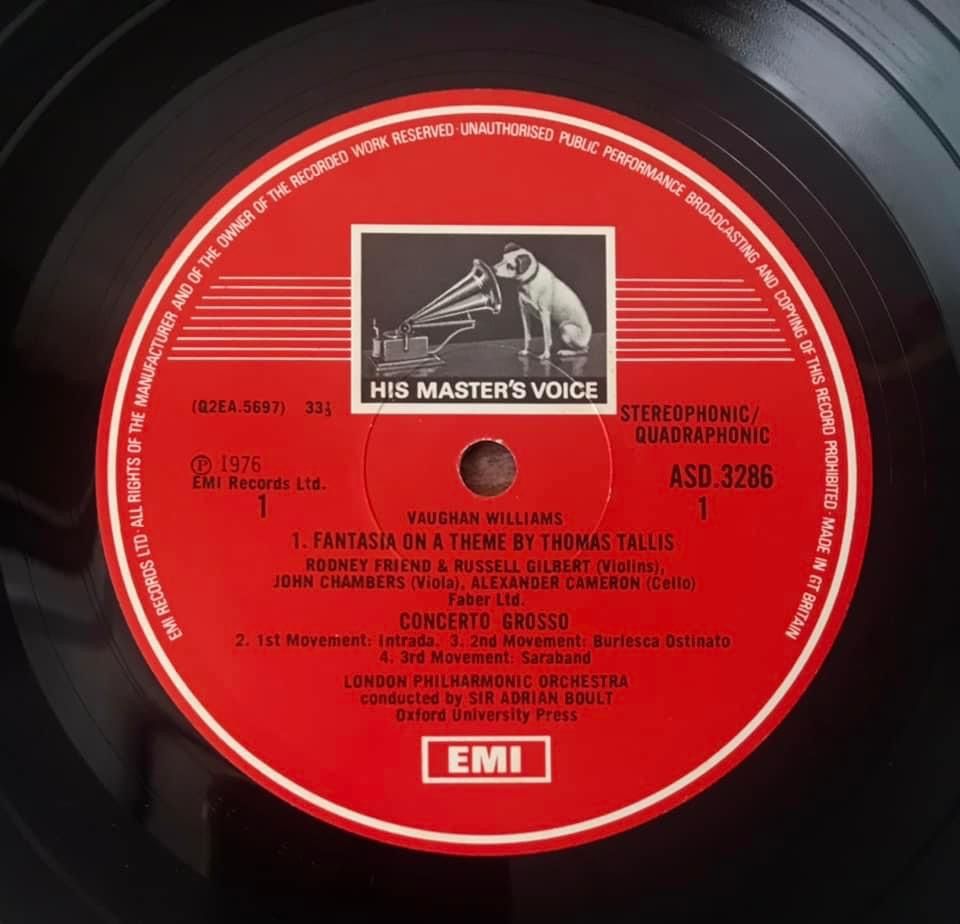 EMI RECORDS LTD · ALL RIGHTS OF THE MANUFACTURER AND OF THE OWNER OF THE RECORDED WORK RESERVED · UNAUTHORISED PUBLIC PERFORMANCE BROADCASTING AND COPYING OF THIS RECORD PROHIBITED · MADE IN GT BRITAIN
HIS MASTER'S VOICE
(Q2EA.5697) 33⅓
STEREOPHONIC/
QUADRAPHONIC
Ⓟ 1976
EMI Records Ltd.
1
ASD.3286
1
VAUGHAN WILLIAMS
1. FANTASIA ON A THEME BY THOMAS TALLIS
RODNEY FRIEND & RUSSELL GILBERT (Violins),
JOHN CHAMBERS (Viola), ALEXANDER CAMERON (Cello)
Faber Ltd.
CONCERTO GROSSO
2. 1st Movement: Intrada. 3. 2nd Movement: Burlesca Ostinato
4. 3rd Movement: Saraband
LONDON PHILHARMONIC ORCHESTRA
conducted by SIR ADRIAN BOULT
Oxford University Press
EMI